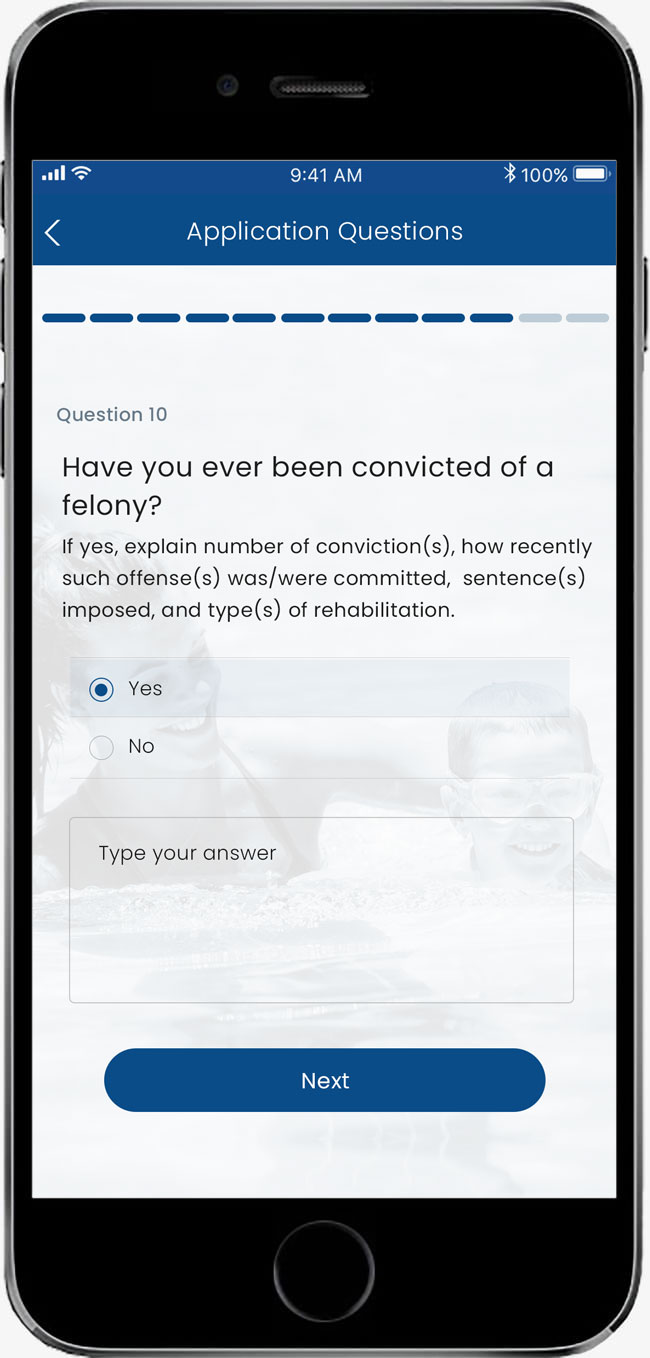 9:41 AM
100%
Application Questions
Question 10
Have you ever been convicted of a
felony?
If yes, explain number of conviction(s), how recently
such offense(s) was/were committed,  sentence(s)
imposed, and type(s) of rehabilitation.
Yes
No
Type your answer
Next